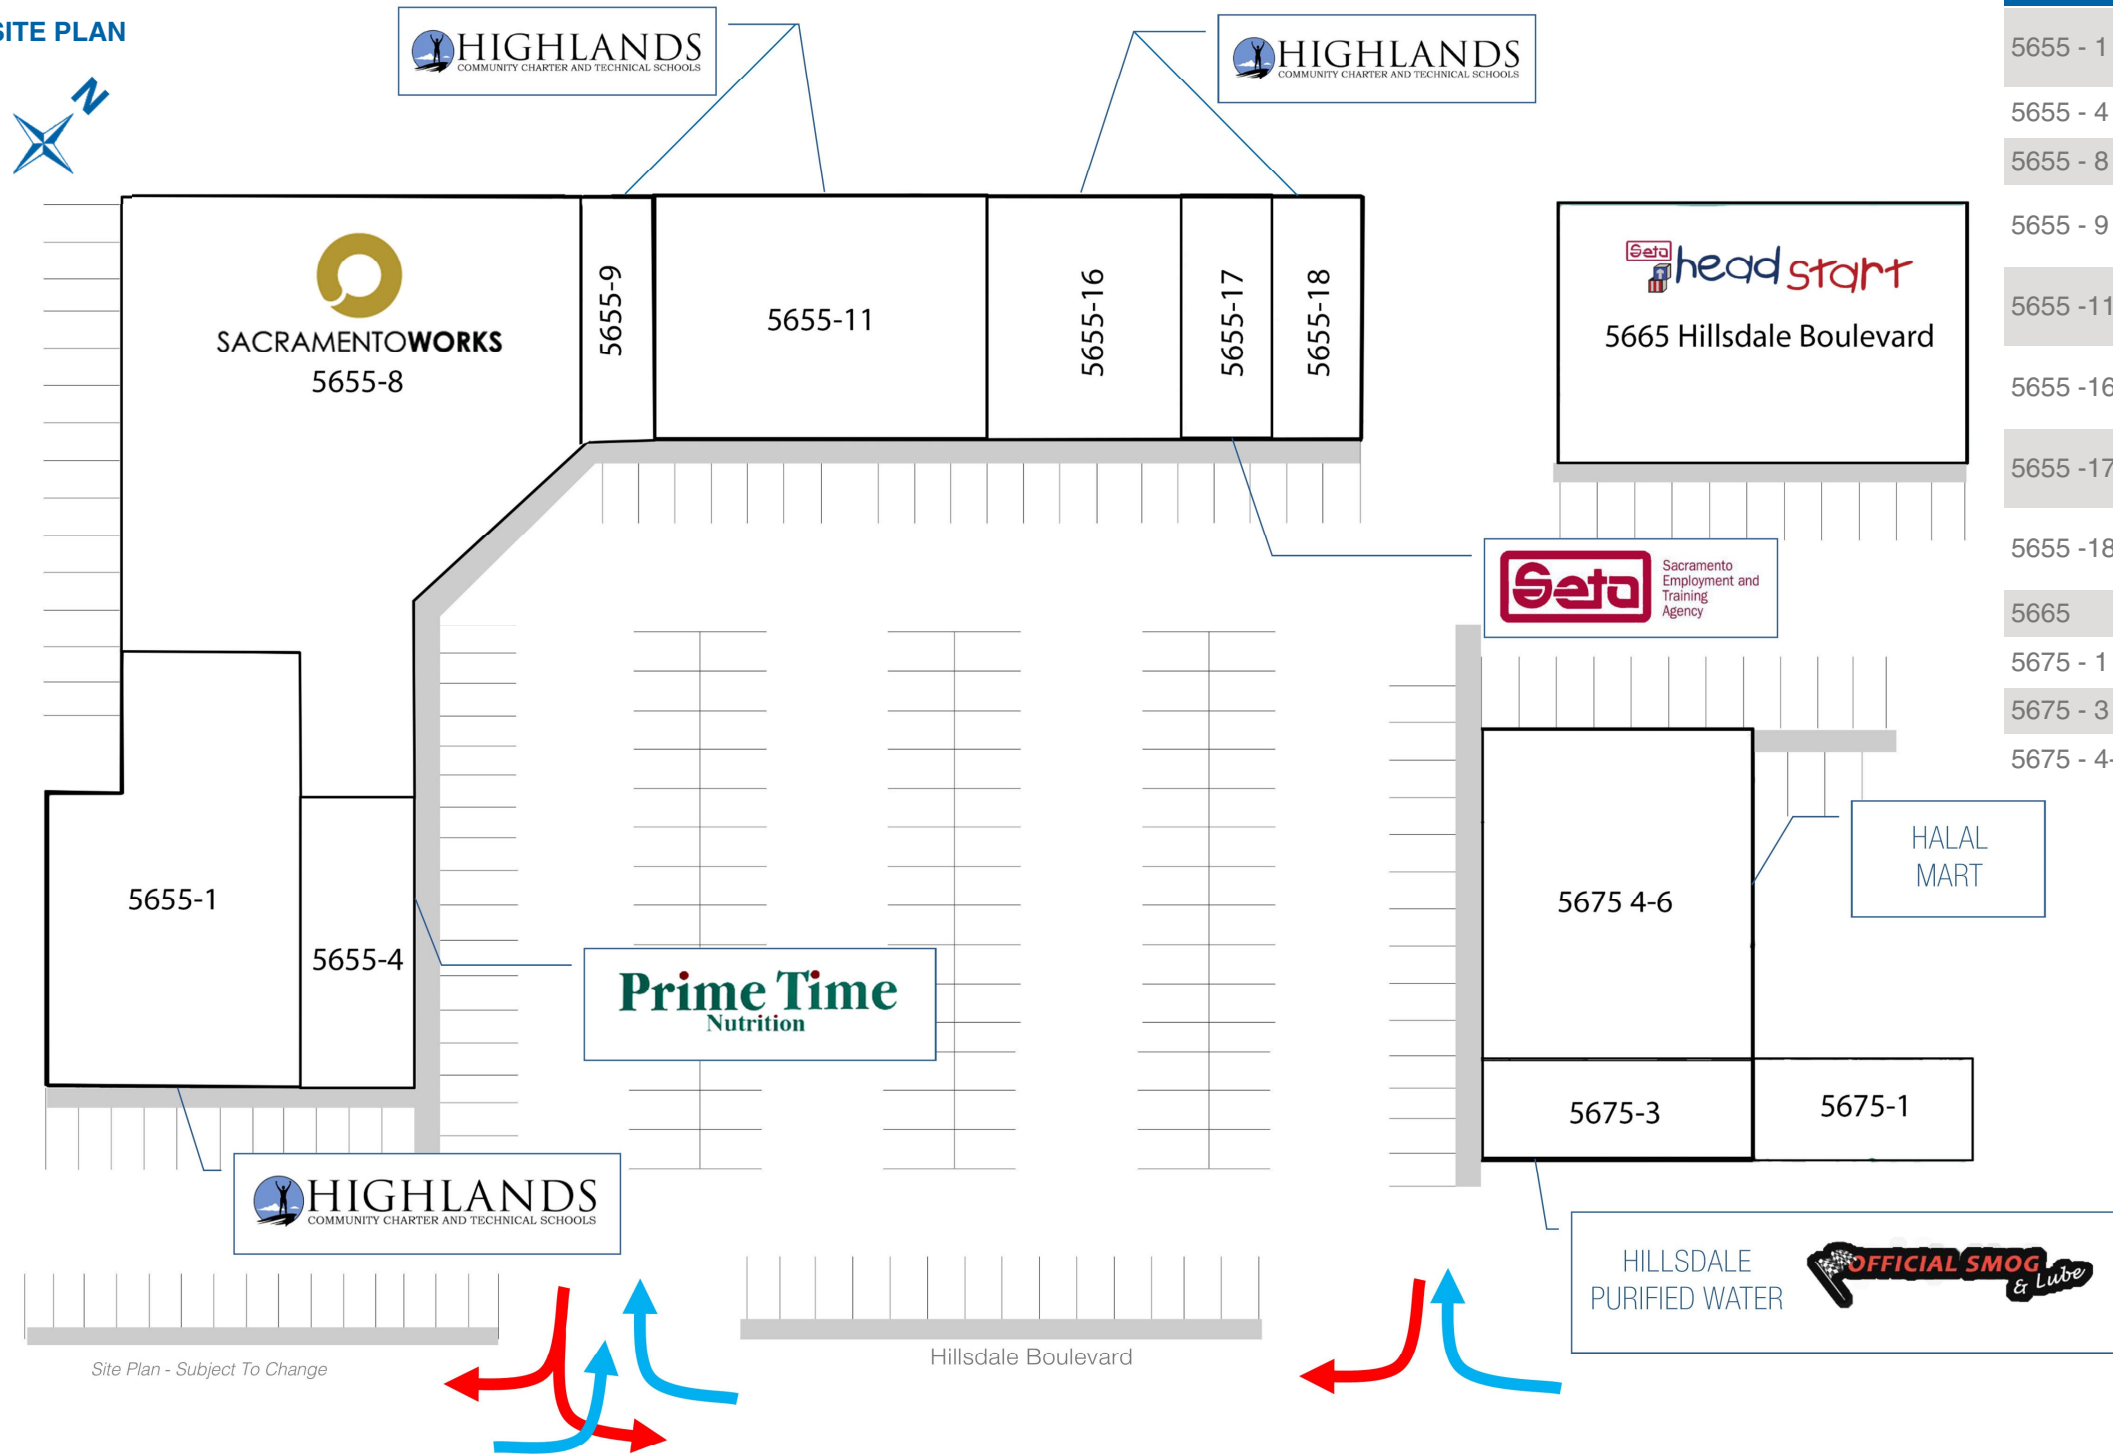 SITE PLAN
N
HIGHLANDS
COMMUNITY CHARTER AND TECHNICAL SCHOOLS
HIGHLANDS
COMMUNITY CHARTER AND TECHNICAL SCHOOLS
SACRAMENTOWORKS
5655-8
5655-9
5655-11
5655-16
5655-17
5655-18
Seta
head start
5665 Hillsdale Boulevard
Seta
Sacramento
Employment and
Training
Agency
5655-1
5655-4
Prime Time
Nutrition
HIGHLANDS
COMMUNITY CHARTER AND TECHNICAL SCHOOLS
5675 4-6
HALAL
MART
5675-3
5675-1
HILLSDALE
PURIFIED WATER
OFFICIAL SMOG
& Lube
Site Plan - Subject To Change
Hillsdale Boulevard
5655 - 1
5655 - 4
5655 - 8
5655 - 9
5655 -11
5655 -16
5655 -17
5655 -18
5665
5675 - 1
5675 - 3
5675 - 4-